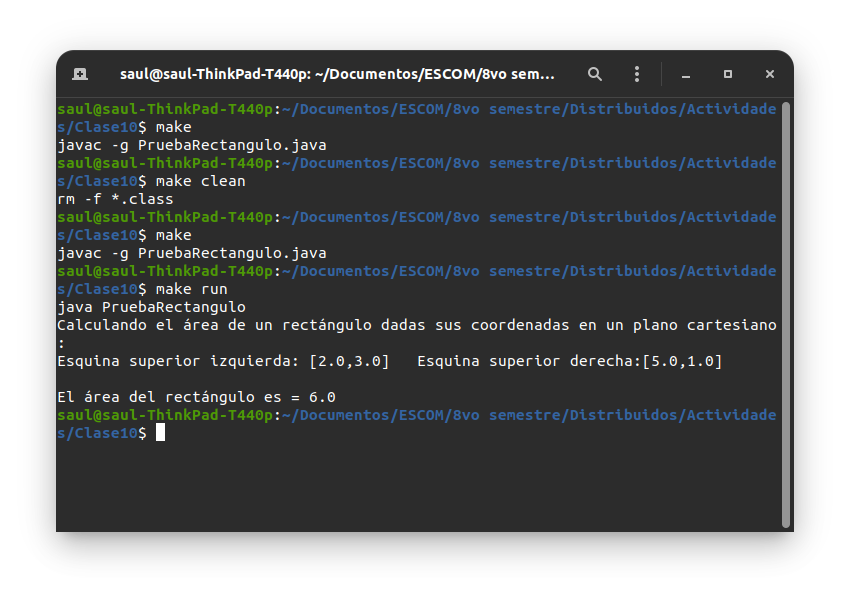 saul@saul-ThinkPad-T440p: ~/Documentos/ESCOM/8vo sem...
saul@saul-ThinkPad-T440p:~/Documentos/ESCOM/8vo semestre/Distribuidos/Actividade
s/Clase10$ make
javac -g PruebaRectangulo.java
saul@saul-ThinkPad-T440p:~/Documentos/ESCOM/8vo semestre/Distribuidos/Actividade
s/Clase10$ make clean
rm -f *.class
saul@saul-ThinkPad-T440p:~/Documentos/ESCOM/8vo semestre/Distribuidos/Actividade
s/Clase10$ make
javac -g PruebaRectangulo.java
saul@saul-ThinkPad-T440p:~/Documentos/ESCOM/8vo semestre/Distribuidos/Actividade
s/Clase10$ make run
java PruebaRectangulo
Calculando el área de un rectángulo dadas sus coordenadas en un plano cartesiano
:
Esquina superior izquierda: [2.0,3.0]   Esquina superior derecha:[5.0,1.0]
El área del rectángulo es = 6.0
saul@saul-ThinkPad-T440p:~/Documentos/ESCOM/8vo semestre/Distribuidos/Actividade
s/Clase10$